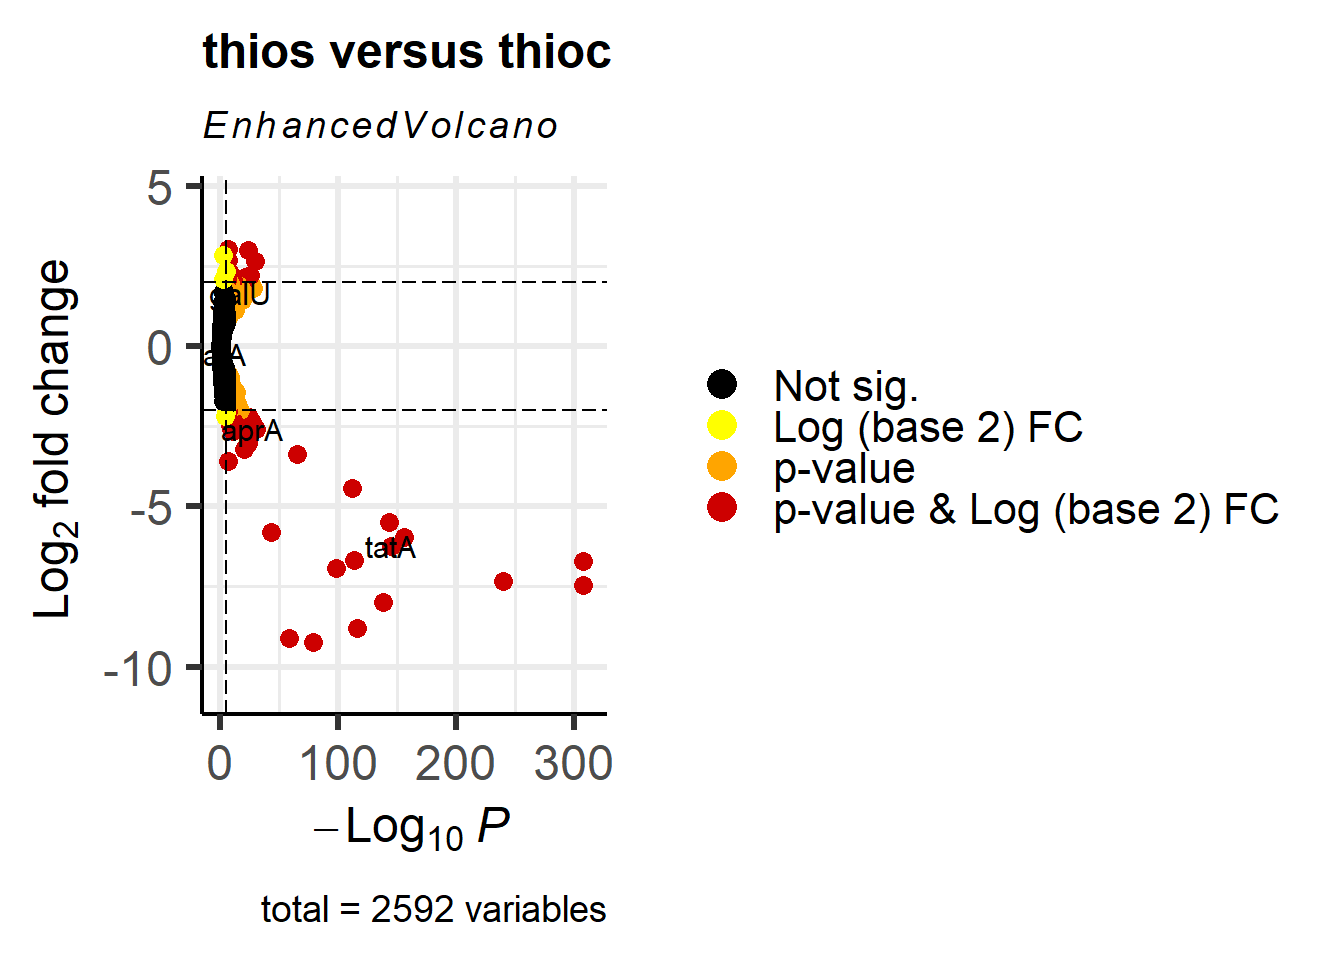 thios versus thioc
EnhancedVolcano
Log2 fold change
5
0
-5
-10
galU
aprA
tatA
0 100 200 300
−Log10 P
total = 2592 variables
Not sig.
Log (base 2) FC
p-value
p-value & Log (base 2) FC